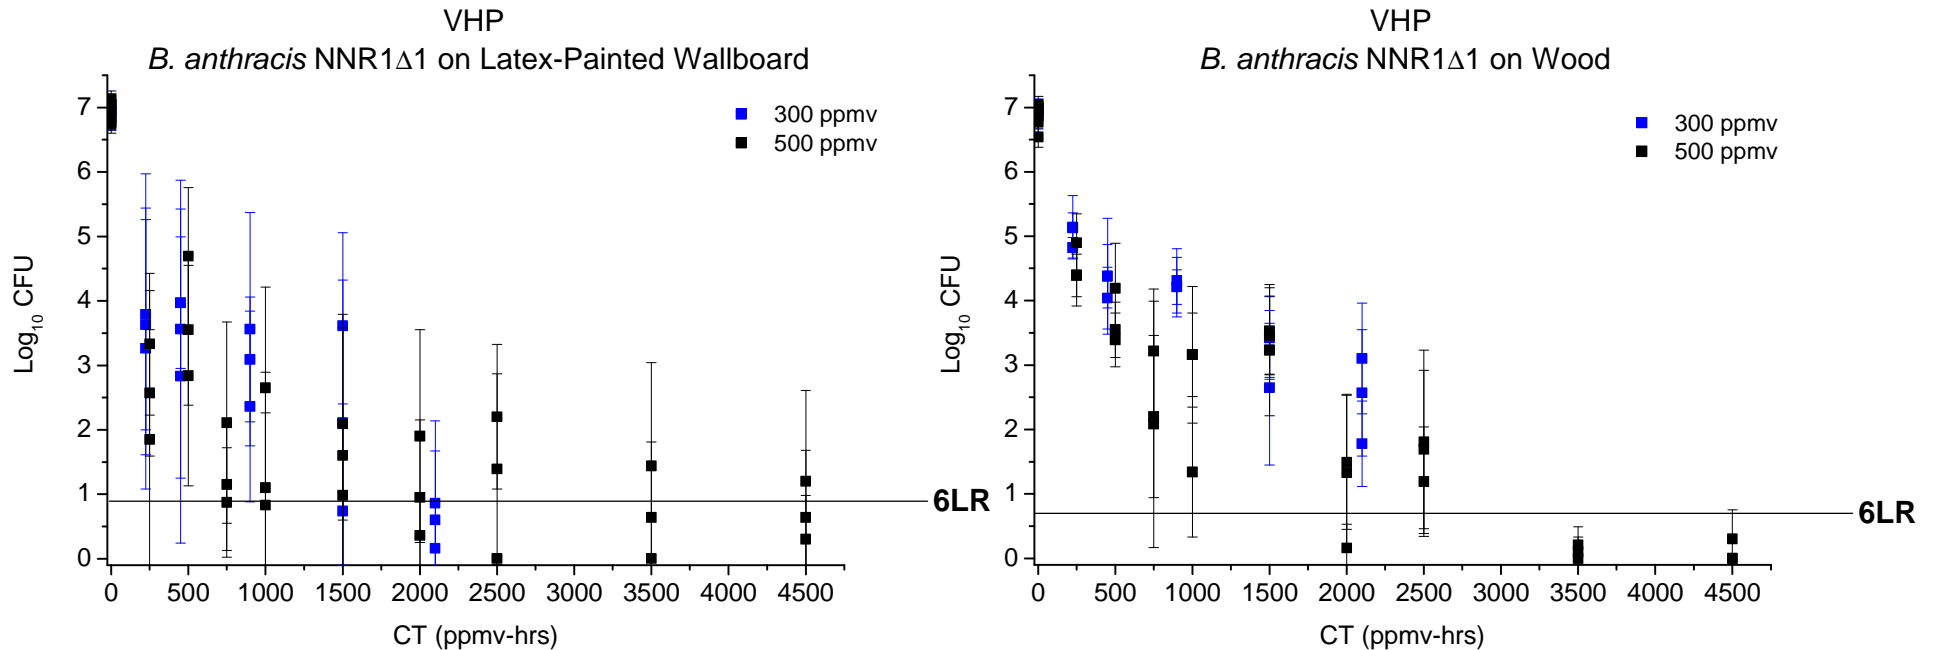 VHP
B. anthracis NNR1Δ1 on Latex-Painted Wallboard
300 ppmv
500 ppmv
7
6
5
4
3
2
1
0
Log10 CFU
6LR
0 500 1000 1500 2000 2500 3000 3500 4000 4500
CT (ppmv-hrs)
VHP
B. anthracis NNR1Δ1 on Wood
300 ppmv
500 ppmv
7
6
5
4
3
2
1
0
Log10 CFU
6LR
0 500 1000 1500 2000 2500 3000 3500 4000 4500
CT (ppmv-hrs)